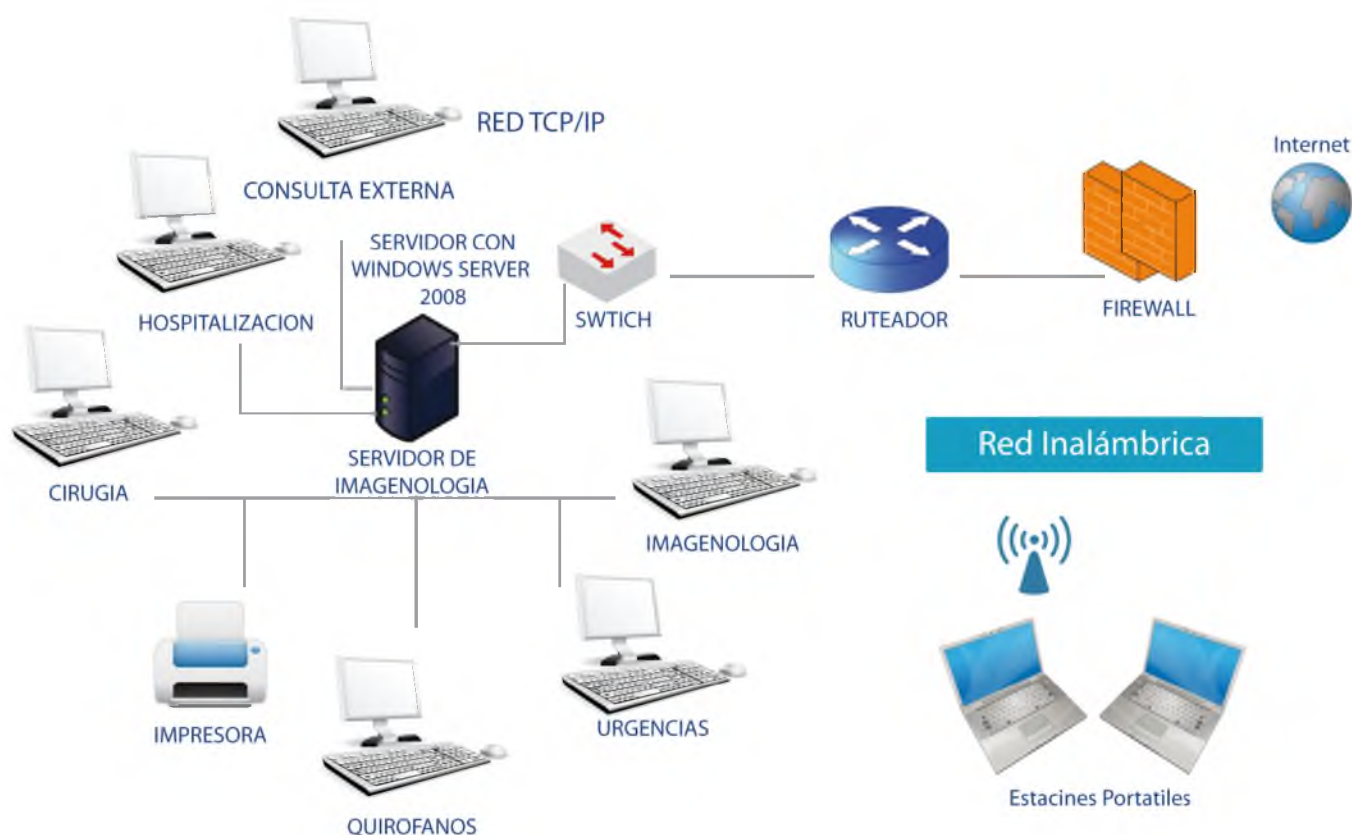 RED TCP/IP
Internet
CONSULTA EXTERNA
SERVIDOR CON
WINDOWS SERVER
2008
HOSPITALIZACION
SWTICH
RUTEADOR
FIREWALL
SERVIDOR DE
IMAGENOLOGIA
CIRUGIA
Red Inalámbrica
IMAGENOLOGIA
IMPRESORA
URGENCIAS
QUIROFANOS
Estacines Portatiles